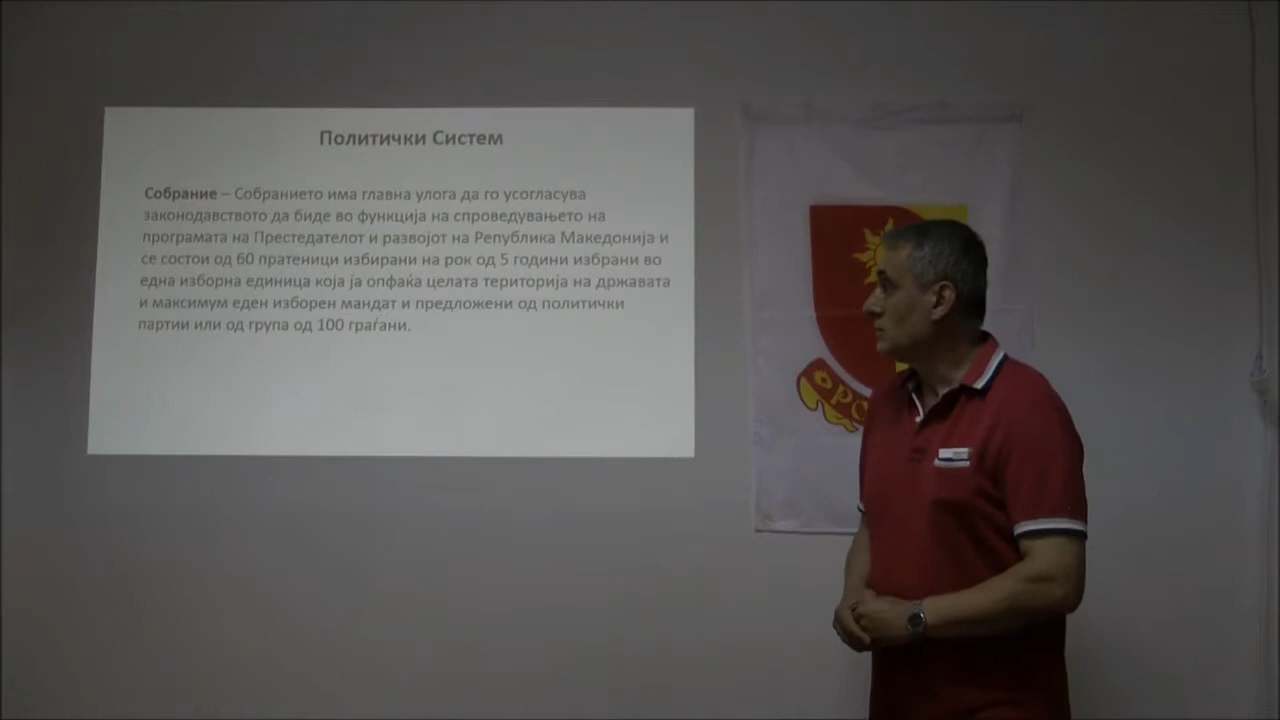 Политички Систем
Собрание – Собранието има главна улога да го усогласува
законодавството да биде во функција на спроведувањето на
програмата на Престедателот и развојот на Република Македонија и
се состои од 60 пратеници избирани на рок од 5 години избрани во
една изборна единица која ја опфаќа целата територија на државата
и максимум еден изборен мандат и предложени од политички
партии или од група од 100 граѓани.